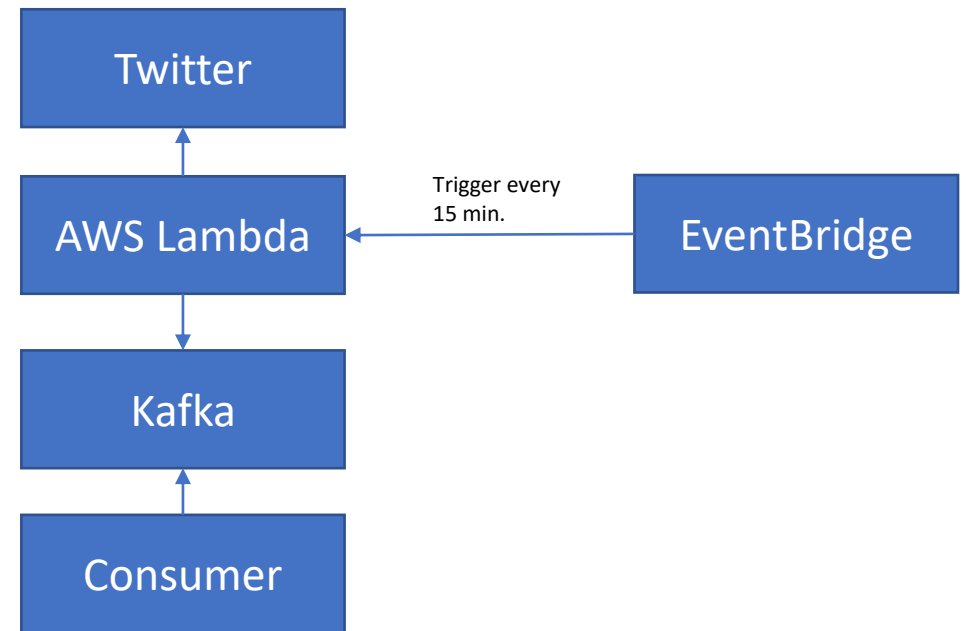 Twitter
AWS Lambda
Trigger every
15 min.
EventBridge
Kafka
Consumer